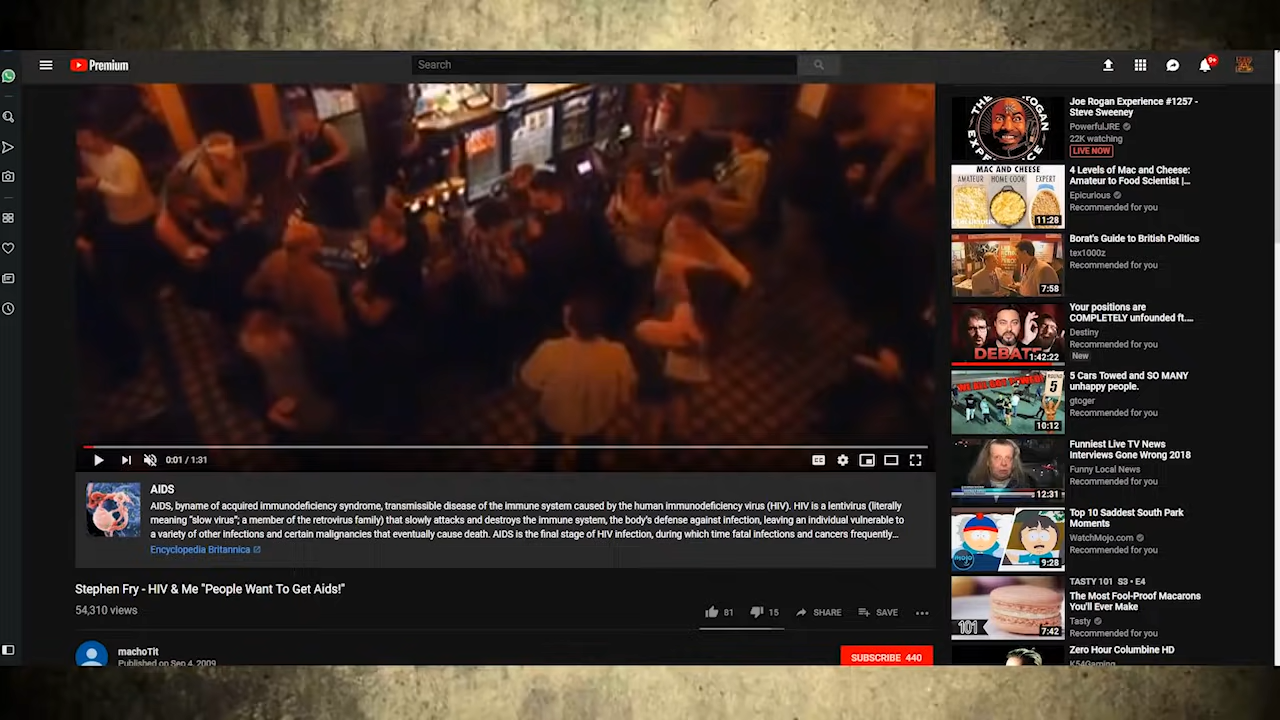 Premium
Search
9+
0:01 / 1:31
AIDS
AIDS, byname of acquired immunodeficiency syndrome, transmissible disease of the immune system caused by the human immunodeficiency virus (HIV). HIV is a lentivirus (literally
meaning "slow virus"; a member of the retrovirus family) that slowly attacks and destroys the immune system, the body's defense against infection, leaving an individual vulnerable to
a variety of other infections and certain malignancies that eventually cause death. AIDS is the final stage of HIV infection, during which time fatal infections and cancers frequently...
Encyclopedia Britannica
Stephen Fry - HIV & Me "People Want To Get Aids!"
54,310 views
81
15
SHARE
SAVE
machoTit
Published on Sep 4, 2009
SUBSCRIBE 440
Joe Rogan Experience #1257 -
Steve Sweeney
PowerfulJRE
22K watching
LIVE NOW
MAC AND CHEESE
AMATEUR HOME COOK EXPERT
11:28
4 Levels of Mac and Cheese:
Amateur to Food Scientist |...
Epicurious
Recommended for you
7:58
Borat's Guide to British Politics
tex1000z
Recommended for you
DEBATE
1:42:22
Your positions are
COMPLETELY unfounded ft....
Destiny
Recommended for you
New
5
10:12
5 Cars Towed and SO MANY
unhappy people.
gtoger
Recommended for you
12:31
Funniest Live TV News
Interviews Gone Wrong 2018
Funny Local News
Recommended for you
mojo
9:28
Top 10 Saddest South Park
Moments
WatchMojo.com
Recommended for you
101
7:42
TASTY 101 S3 • E4
The Most Fool-Proof Macarons
You'll Ever Make
Tasty
Recommended for you
Zero Hour Columbine HD
K54Gaming